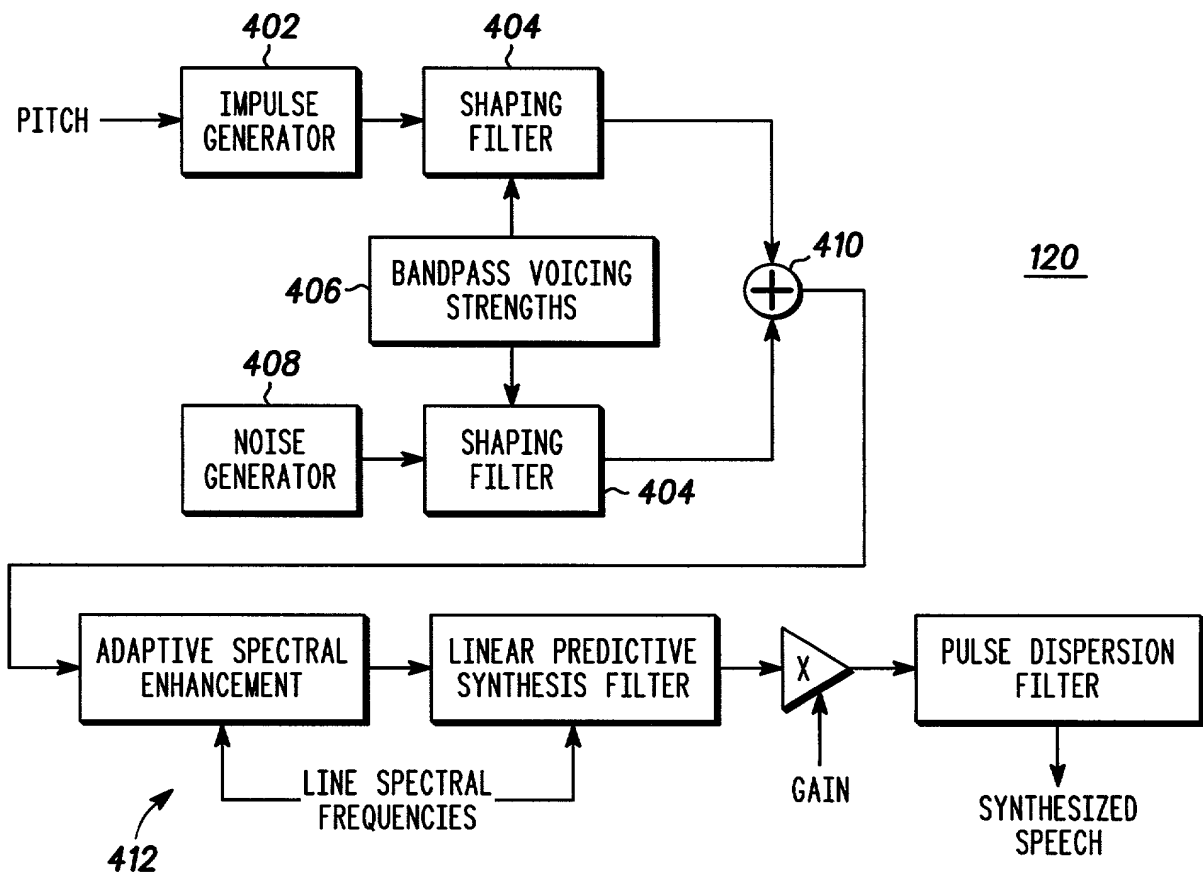 402
404
PITCH
IMPULSE
GENERATOR
SHAPING
FILTER
410
120
406
BANDPASS VOICING
STRENGTHS
408
NOISE
GENERATOR
SHAPING
FILTER
404
ADAPTIVE SPECTRAL
ENHANCEMENT
LINEAR PREDICTIVE
SYNTHESIS FILTER
X
PULSE DISPERSION
FILTER
LINE SPECTRAL
FREQUENCIES
GAIN
SYNTHESIZED
SPEECH
412